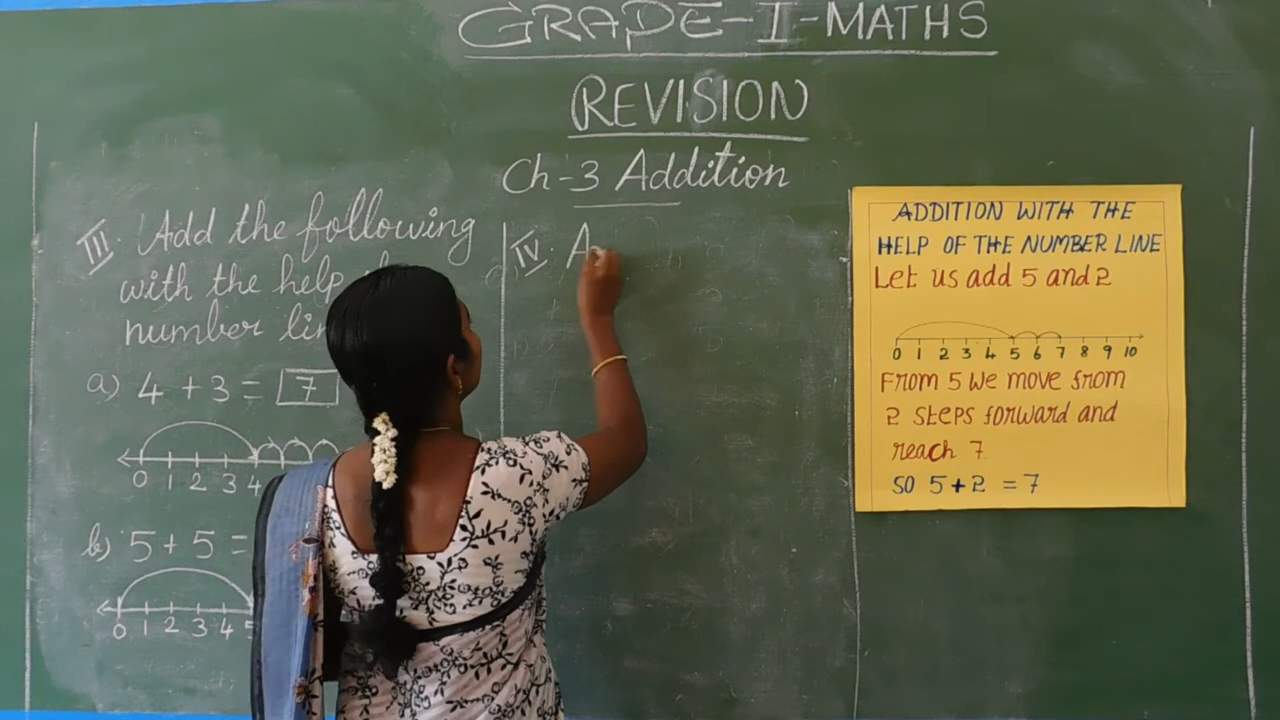 GRADE-I-MATHS
REVISION
Ch-3 Addition
III. Add the following
with the help
number
a) 4 + 3 = 7
0 1 2 3 4
b) 5 + 5 =
0 1 2 3 4
IV. A
ADDITION WITH THE
HELP OF THE NUMBER LINE
Let us add 5 and 2
0 1 2 3 4 5 6 7 8 9 10
From 5 We move from
2 steps forward and
reach 7.
SO 5+2 = 7